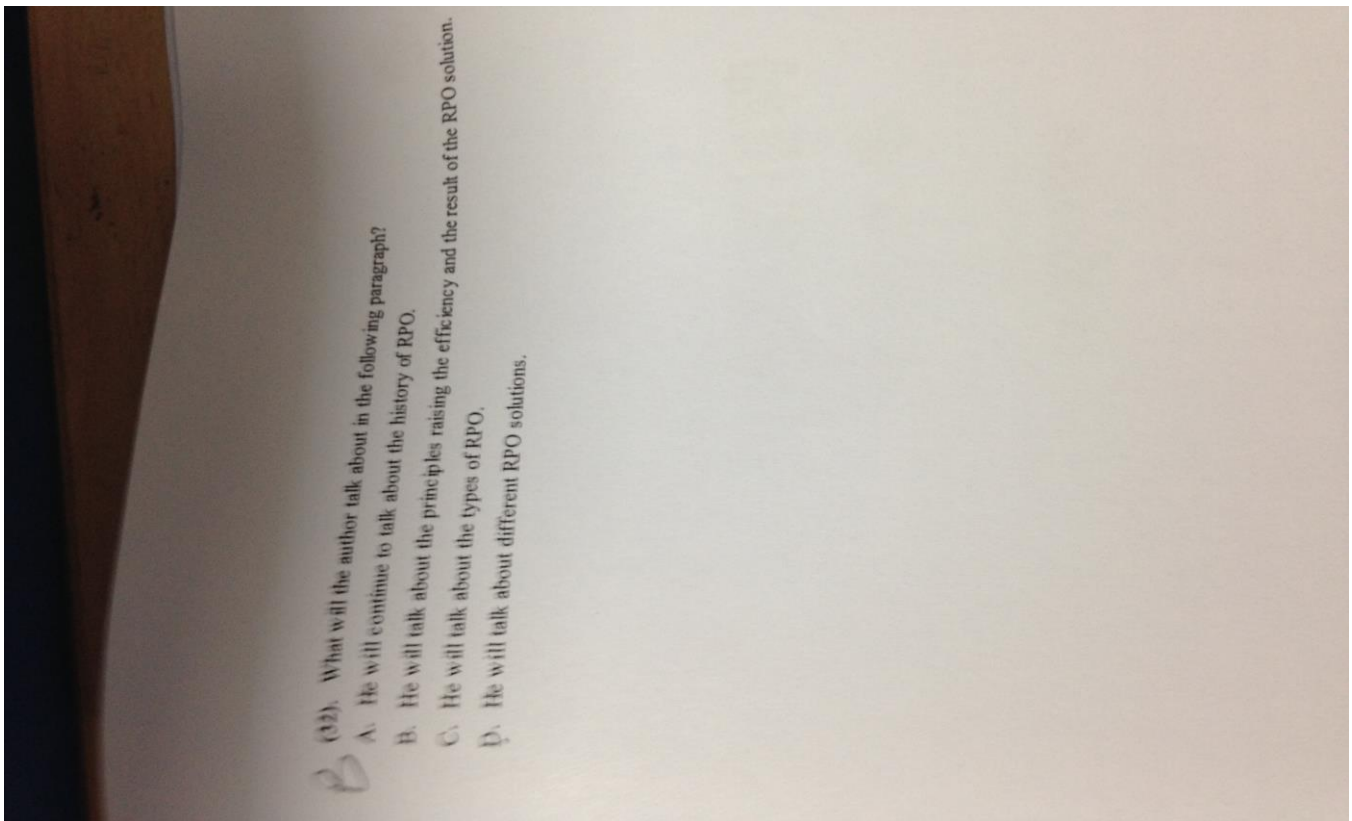 B (32). What will the author talk about in the following paragraph?
A. He will continue to talk about the history of RPO.
B. He will talk about the principles raising the efficiency and the result of the RPO solution.
C. He will talk about the types of RPO.
D. He will talk about different RPO solutions.